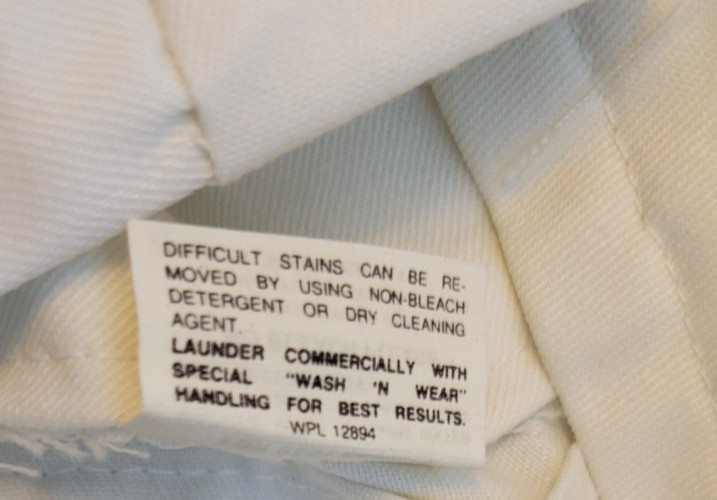 DIFFICULT STAINS CAN BE RE-
MOVED BY USING NON-BLEACH
DETERGENT OR DRY CLEANING
AGENT.
LAUNDER COMMERCIALLY WITH
SPECIAL "WASH 'N WEAR"
HANDLING FOR BEST RESULTS.
WPL 12894